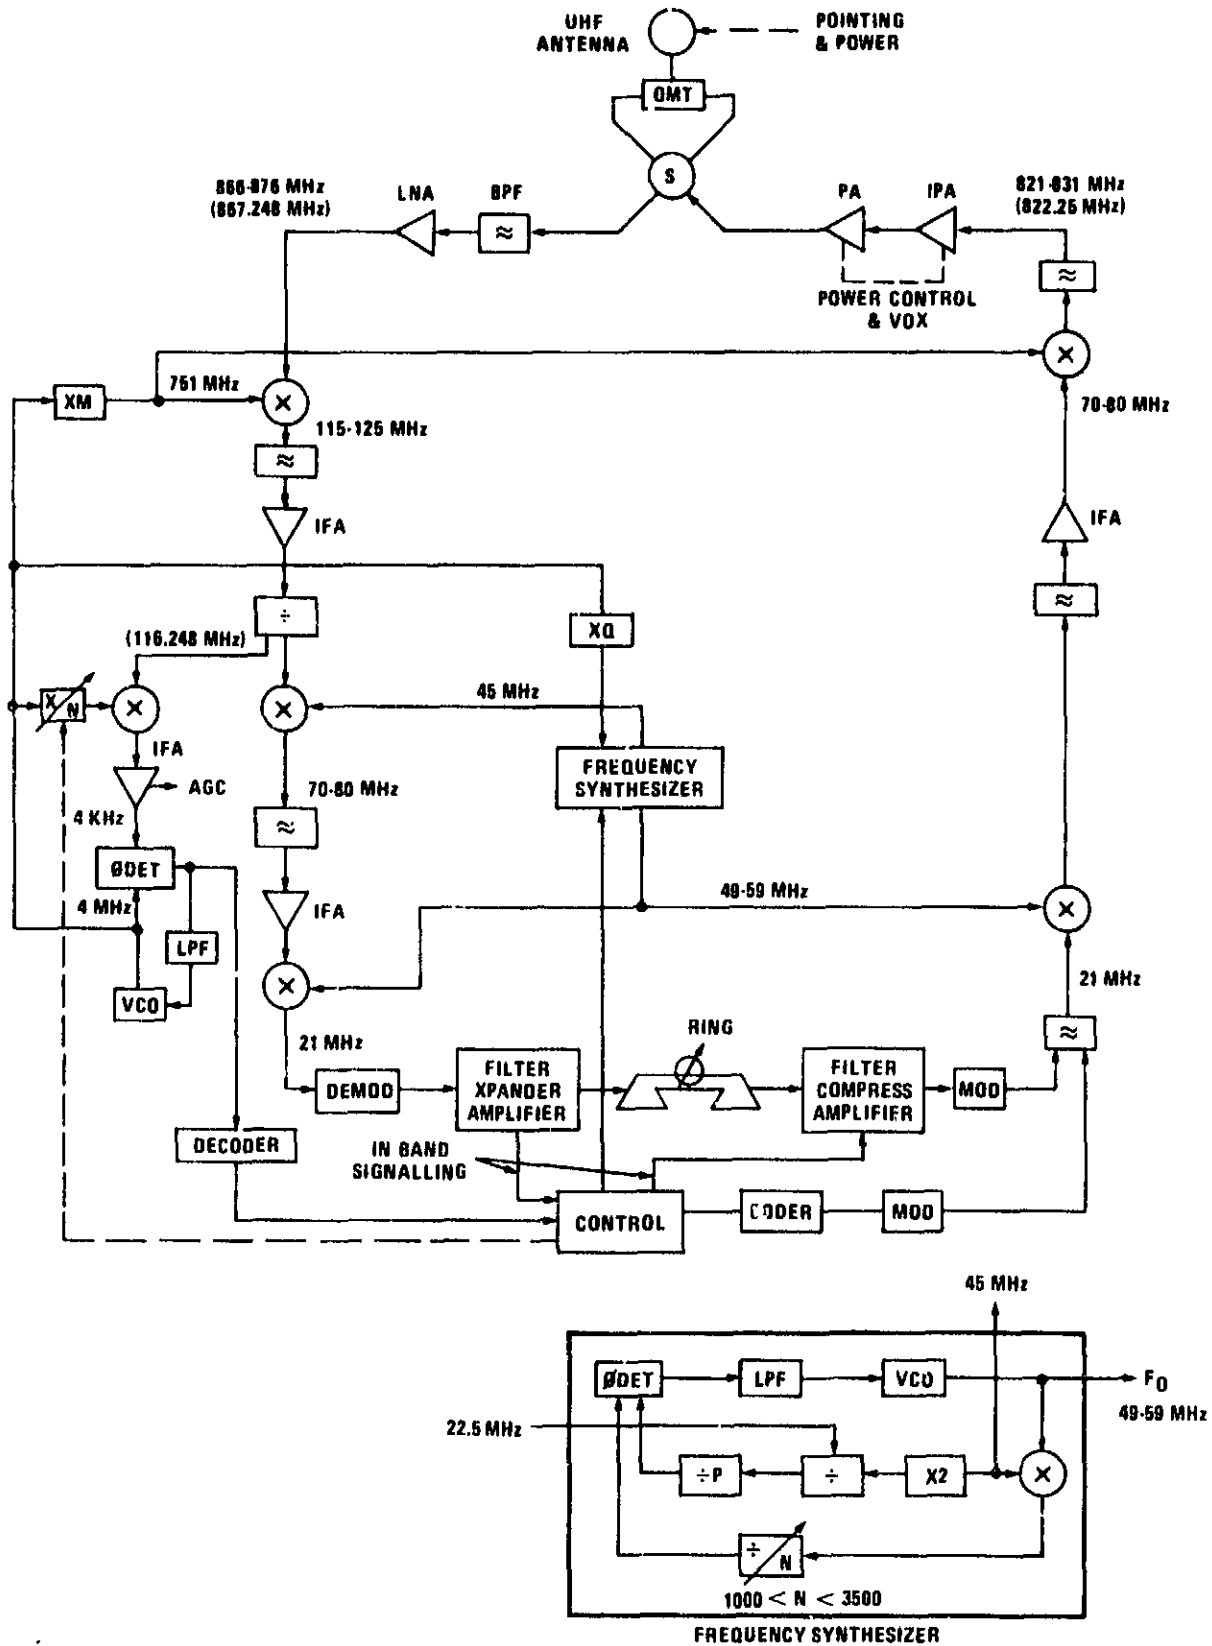 UHF
ANTENNA
POINTING
& POWER
OMT
S
866-876 MHz
(867.248 MHz)
LNA
BPF
≈
PA
IPA
821-831 MHz
(822.25 MHz)
≈
POWER CONTROL
& VOX
XM
751 MHz
×
×
115-125 MHz
70-80 MHz
≈
IFA
IFA
≈
÷
(116.248 MHz)
XQ
X
N
×
×
45 MHz
IFA
AGC
FREQUENCY
SYNTHESIZER
70-80 MHz
4 KHz
≈
ØDET
4 MHz
IFA
49-59 MHz
×
LPF
×
VCO
21 MHz
21 MHz
RING
≈
DEMOD
FILTER
XPANDER
AMPLIFIER
FILTER
COMPRESS
AMPLIFIER
MOD
DECODER
IN BAND
SIGNALLING
CONTROL
CODER
MOD
45 MHz
ØDET
LPF
VCO
F0
49-59 MHz
22.5 MHz
÷P
÷
X2
×
÷
N
1000 < N < 3500
FREQUENCY SYNTHESIZER